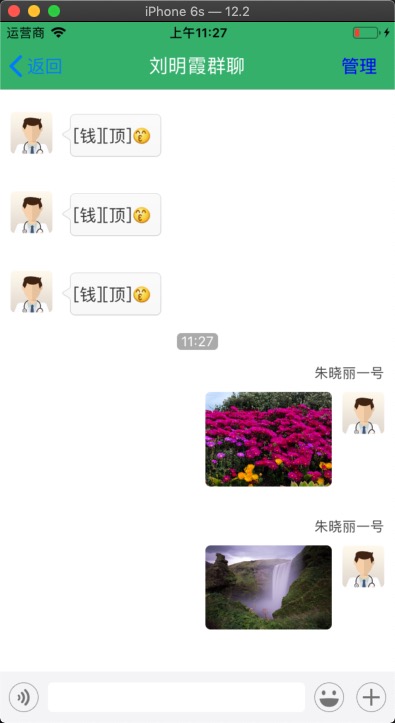 iPhone 6s — 12.2
运营商 上午11:27
返回 刘明霞群聊 管理
[钱][顶]
[钱][顶]
[钱][顶]
11:27
朱晓丽一号
朱晓丽一号